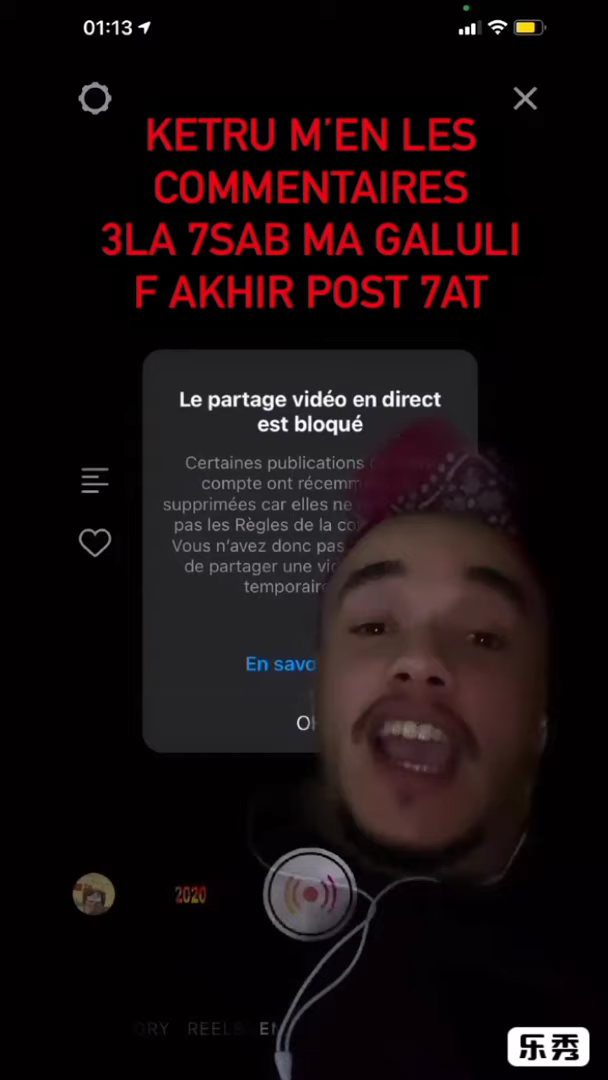 01:13
KETRU M'EN LES
COMMENTAIRES
3LA 7SAB MA GALULI
F AKHIR POST 7AT
Le partage vidéo en direct
est bloqué
Certaines publications
compte ont récemm
supprimées car elles ne
pas les Règles de la co
Vous n'avez donc pas
de partager une vi
temporair
En savo
2020
REELS
乐秀